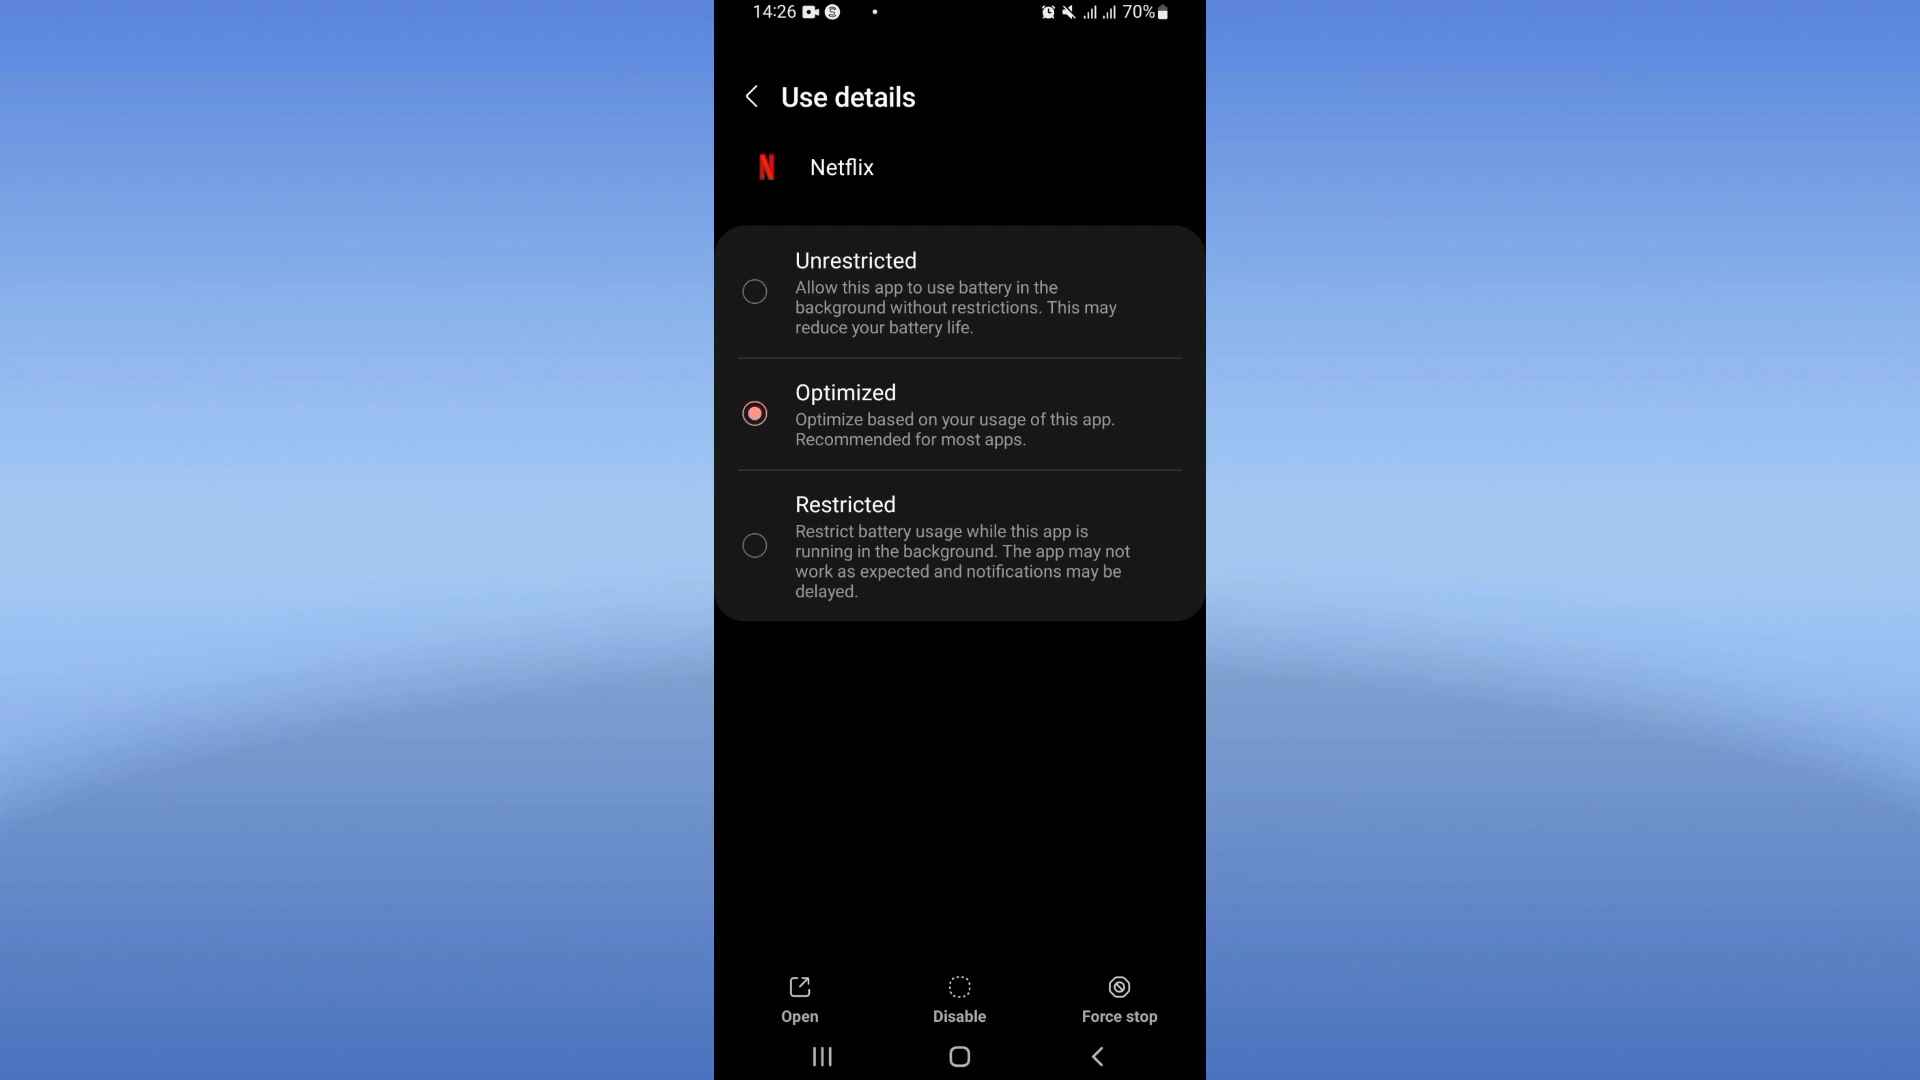 14:26
70%
Use details
N
Netflix
Unrestricted
Allow this app to use battery in the
background without restrictions. This may
reduce your battery life.
Optimized
Optimize based on your usage of this app.
Recommended for most apps.
Restricted
Restrict battery usage while this app is
running in the background. The app may not
work as expected and notifications may be
delayed.
Open
Disable
Force stop